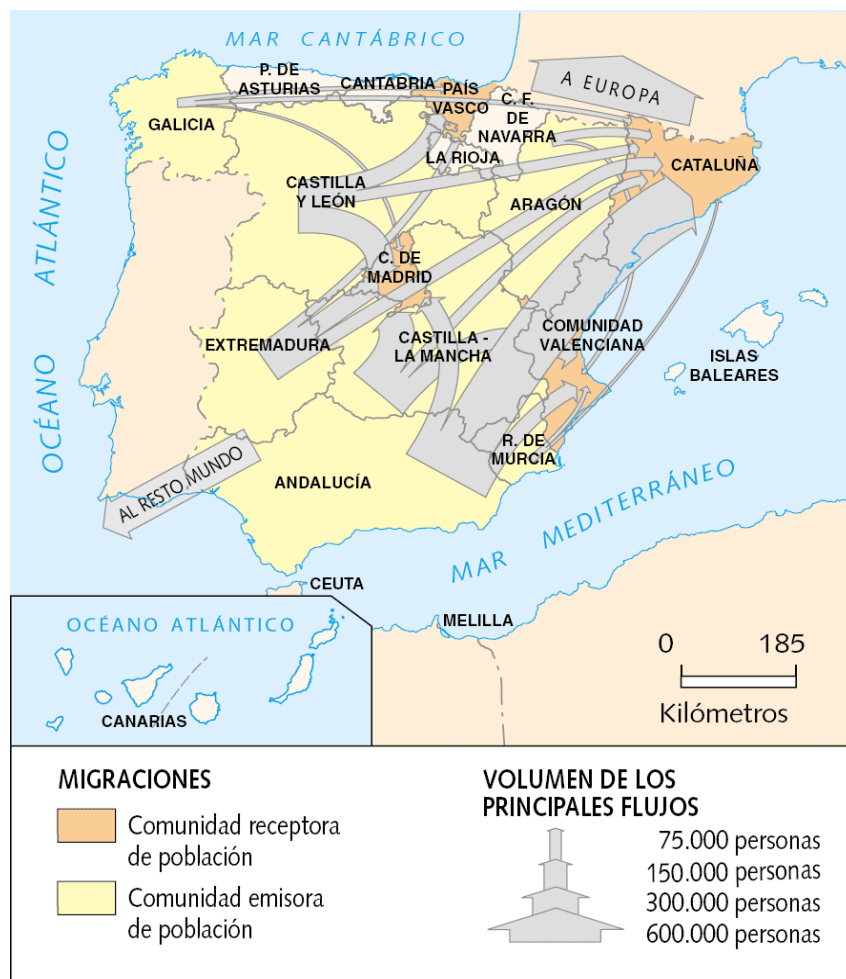 MAR CANTÁBRICO
P. DE
ASTURIAS
CANTABRIA
PAÍS
VASCO
C. F.
DE
NAVARRA
A EUROPA
GALICIA
LA RIOJA
CATALUÑA
CASTILLA
Y LEÓN
ARAGÓN
OCÉANO ATLÁNTICO
C. DE
MADRID
EXTREMADURA
CASTILLA -
LA MANCHA
COMUNIDAD
VALENCIANA
ISLAS
BALEARES
R. DE
MURCIA
ANDALUCÍA
AL RESTO MUNDO
MAR MEDITERRÁNEO
CEUTA
MELILLA
OCÉANO ATLÁNTICO
CANARIAS
0 185
Kilómetros
MIGRACIONES
Comunidad receptora
de población
Comunidad emisora
de población
VOLUMEN DE LOS
PRINCIPALES FLUJOS
75.000 personas
150.000 personas
300.000 personas
600.000 personas